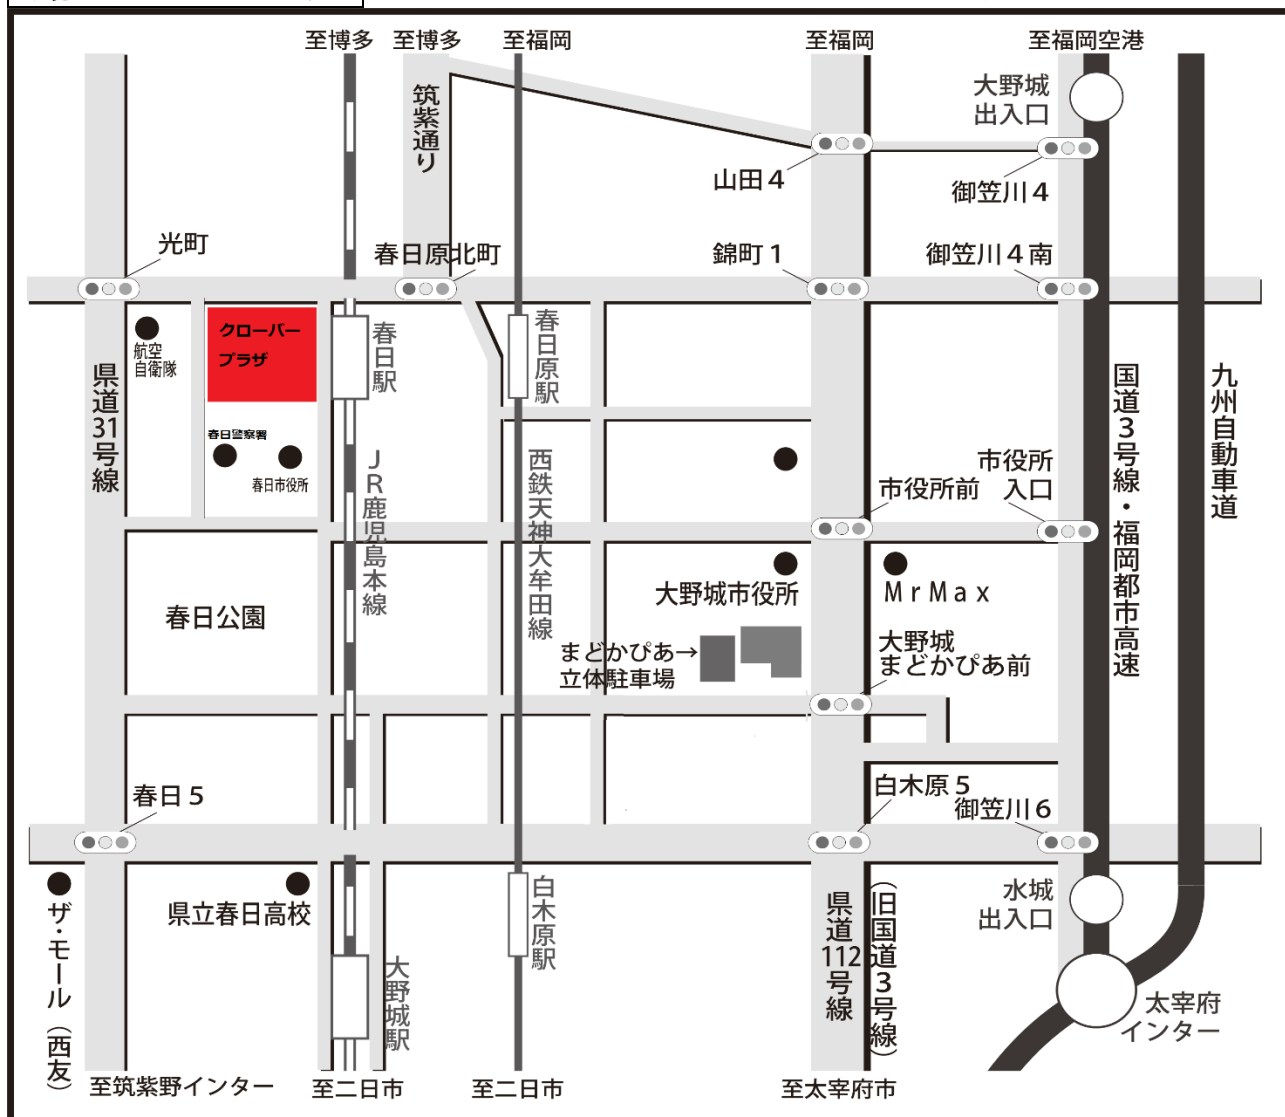 至博多
至博多
至福岡
至福岡
至福岡空港
大野城
出入口
筑紫通り
山田4
御笠川4
光町
春日原北町
錦町1
御笠川4南
クローバー
プラザ
航空
自衛隊
春日駅
春日原駅
県道31号線
国道3号線・福岡都市高速
九州自動車道
春日警察署
春日市役所
JR鹿児島本線
西鉄天神大牟田線
市役所前
市役所
入口
大野城市役所
MrMax
春日公園
まどかぴあ→
立体駐車場
大野城
まどかぴあ前
春日5
白木原5
御笠川6
ザ・モール(西友)
県立春日高校
白木原駅
大野城駅
県道112号線
(旧国道3号線)
水城
出入口
太宰府
インター
至筑紫野インター
至二日市
至二日市
至太宰府市